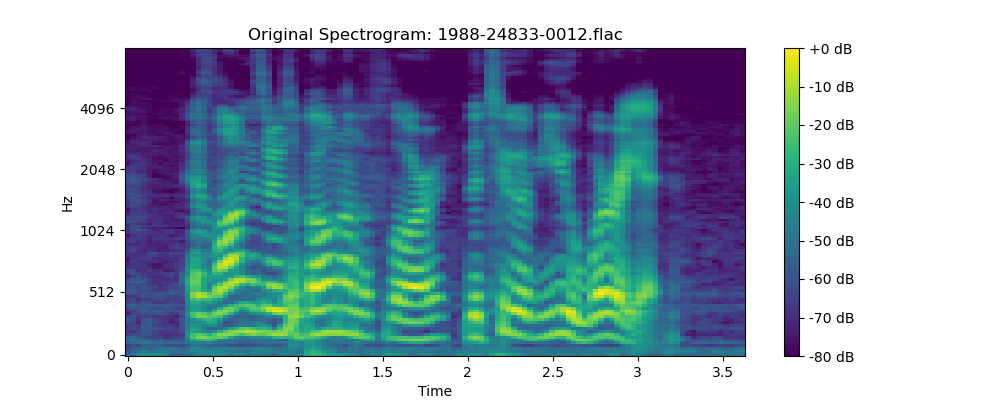 Original Spectrogram: 1988-24833-0012.flac
Hz
4096
2048
1024
512
0
0
0.5
1
1.5
2
2.5
3
3.5
Time
+0 dB
-10 dB
-20 dB
-30 dB
-40 dB
-50 dB
-60 dB
-70 dB
-80 dB